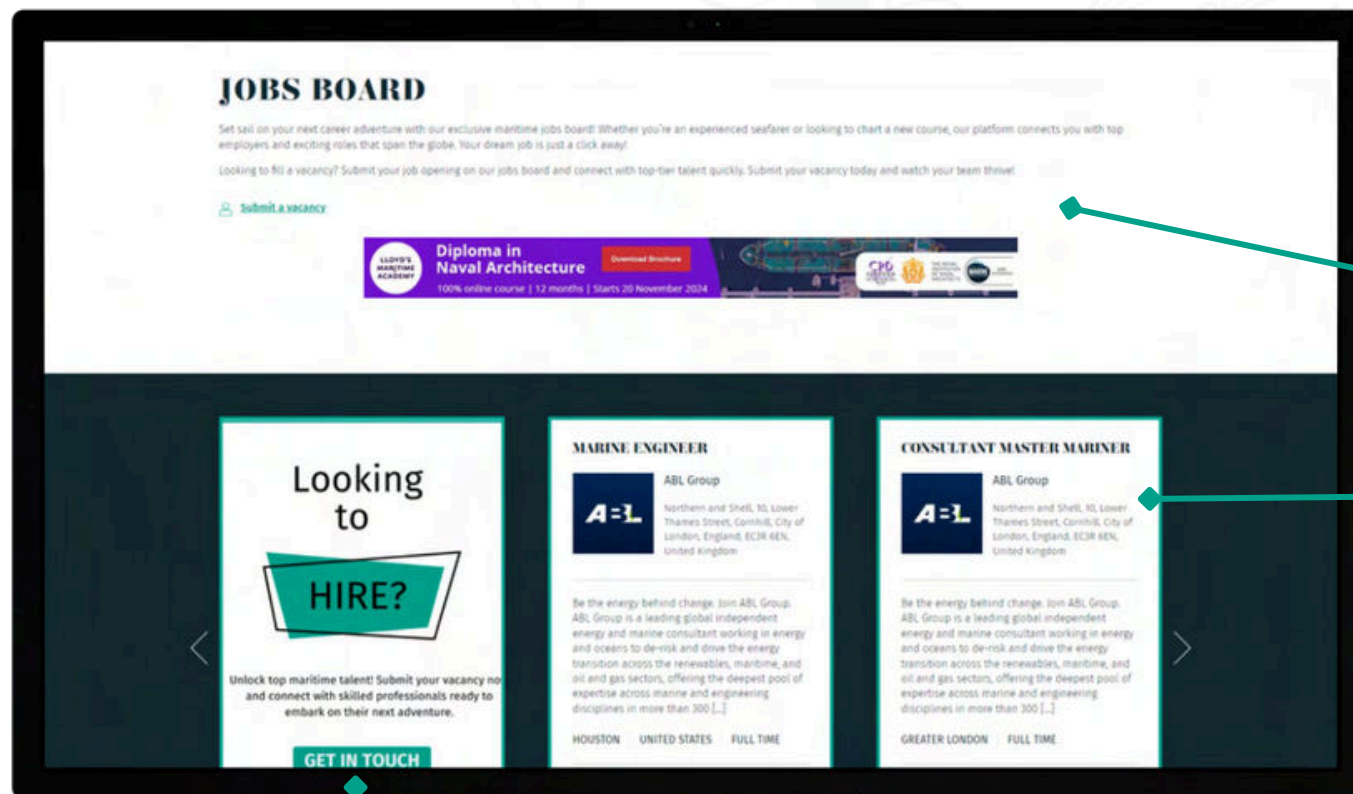 JOBS BOARD
Set sail on your next career adventure with our exclusive maritime jobs board! Whether you're an experienced seafarer or looking to chart a new course, our platform connects you with top
employers and exciting roles that span the globe. Your dream job is just a click away!
Looking to fill a vacancy? Submit your job opening on our jobs board and connect with top-tier talent quickly. Submit your vacancy today and watch your team thrive!
Submit a vacancy
LLOYD'S
MARITIME
ACADEMY
Diploma in
Naval Architecture
100% online course | 12 months | Starts 20 November 2024
Download Brochure
CPD
THE ROYAL
INSTITUTION
OF NAVAL
ARCHITECTS
Looking
to
HIRE?
Unlock top maritime talent! Submit your vacancy no
and connect with skilled professionals ready to
embark on their next adventure.
GET IN TOUCH
MARINE ENGINEER
ABL
ABL Group
Northern and Shell, 10, Lower
Thames Street, Cornhill, City of
London, England, EC3R 6EN,
United Kingdom
Be the energy behind change. Join ABL Group.
ABL Group is a leading global independent
energy and marine consultant working in energy
and oceans to de-risk and drive the energy
transition across the renewables, maritime, and
oil and gas sectors, offering the deepest pool of
expertise across marine and engineering
disciplines in more than 300 [...]
HOUSTON UNITED STATES FULL TIME
CONSULTANT MASTER MARINER
ABL
ABL Group
Northern and Shell, 10, Lower
Thames Street, Cornhill, City of
London, England, EC3R 6EN,
United Kingdom
Be the energy behind change. Join ABL Group.
ABL Group is a leading global independent
energy and marine consultant working in energy
and oceans to de-risk and drive the energy
transition across the renewables, maritime, and
oil and gas sectors, offering the deepest pool of
expertise across marine and engineering
disciplines in more than 300 [...]
GREATER LONDON FULL TIME